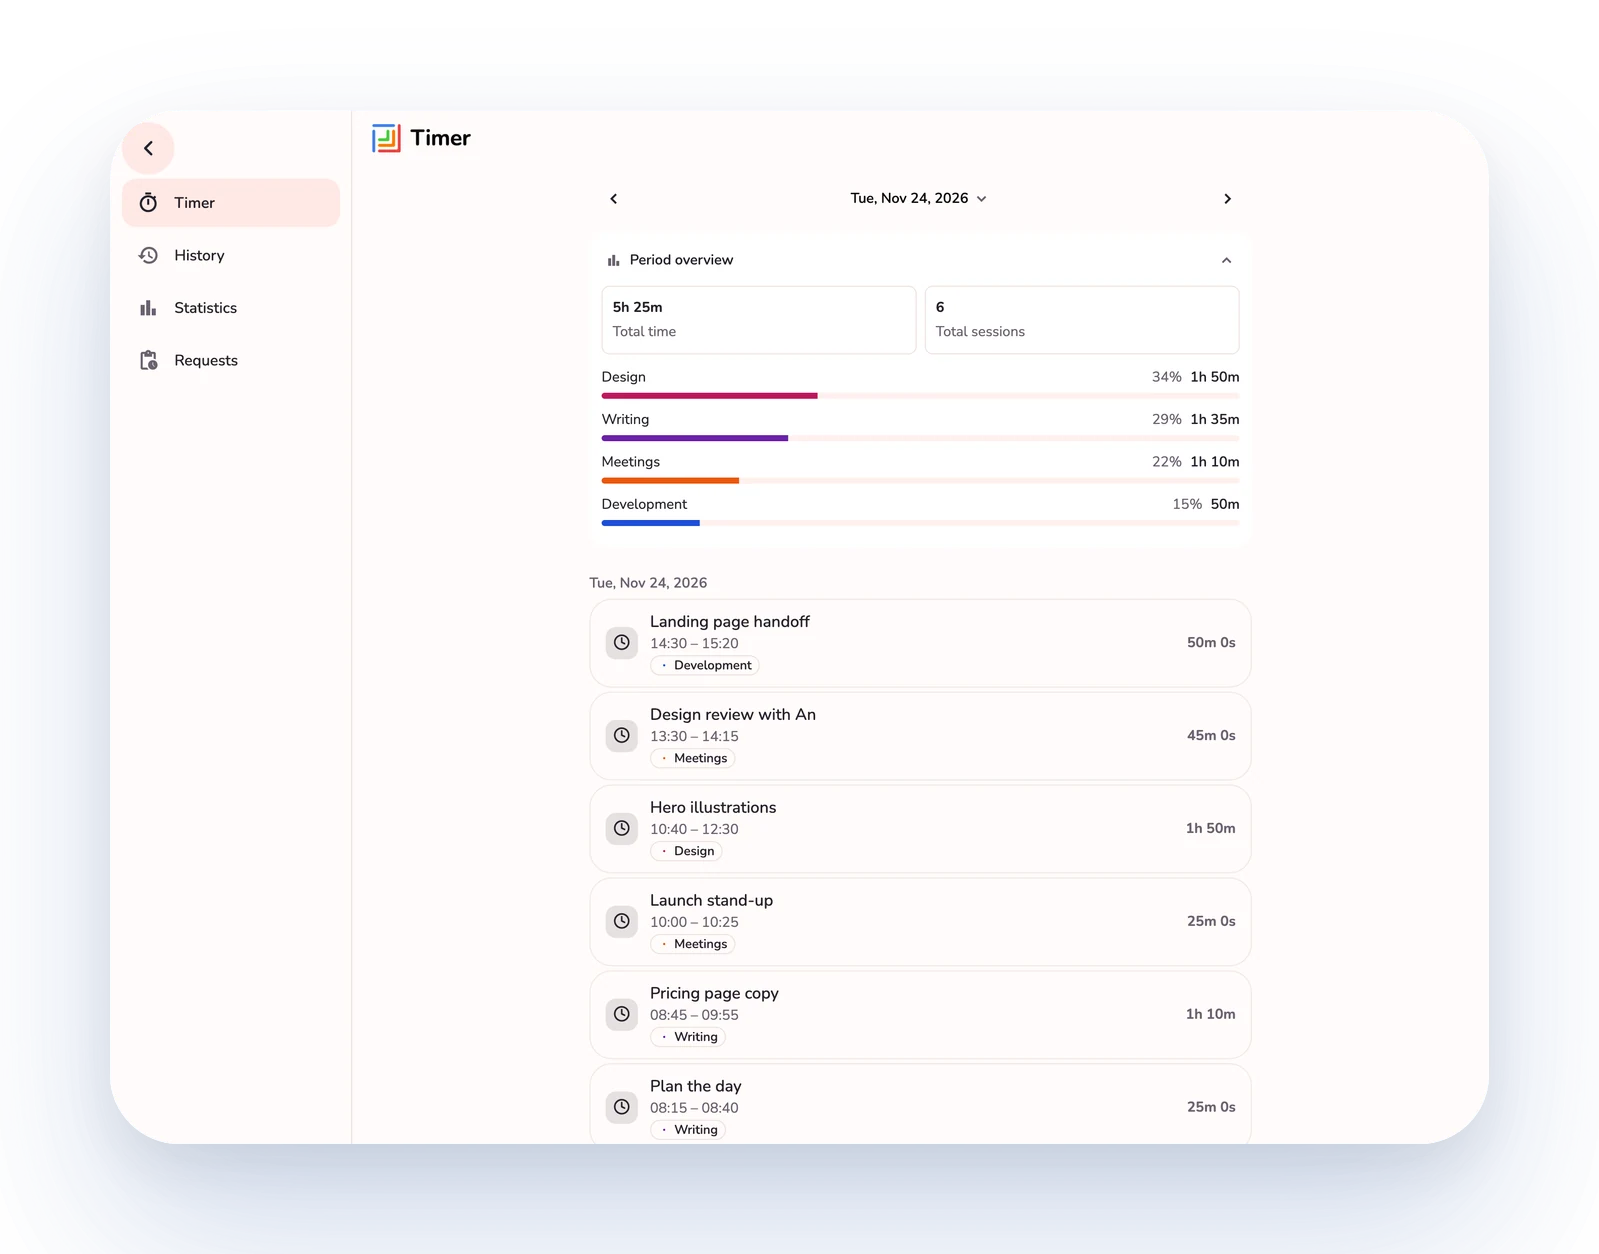 Timer
Timer
History
Statistics
Requests
Tue, Nov 24, 2026
Period overview
5h 25m
Total time
6
Total sessions
Design 34% 1h 50m
Writing 29% 1h 35m
Meetings 22% 1h 10m
Development 15% 50m
Tue, Nov 24, 2026
Landing page handoff
14:30 – 15:20
50m 0s
Development
Design review with An
13:30 – 14:15
45m 0s
Meetings
Hero illustrations
10:40 – 12:30
1h 50m
Design
Launch stand-up
10:00 – 10:25
25m 0s
Meetings
Pricing page copy
08:45 – 09:55
1h 10m
Writing
Plan the day
08:15 – 08:40
25m 0s
Writing